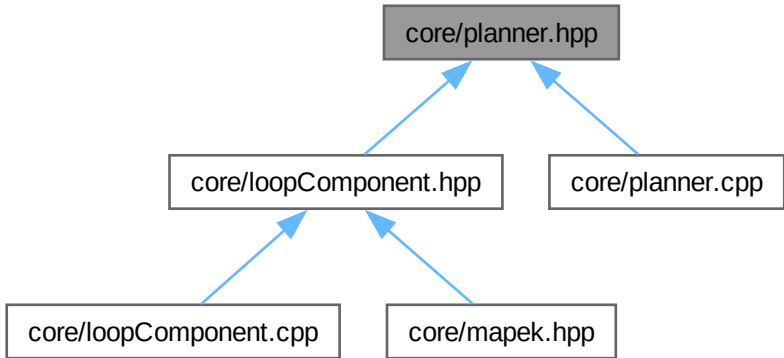 core/planner.hpp
core/loopComponent.hpp
core/planner.cpp
core/loopComponent.cpp
core/mapek.hpp